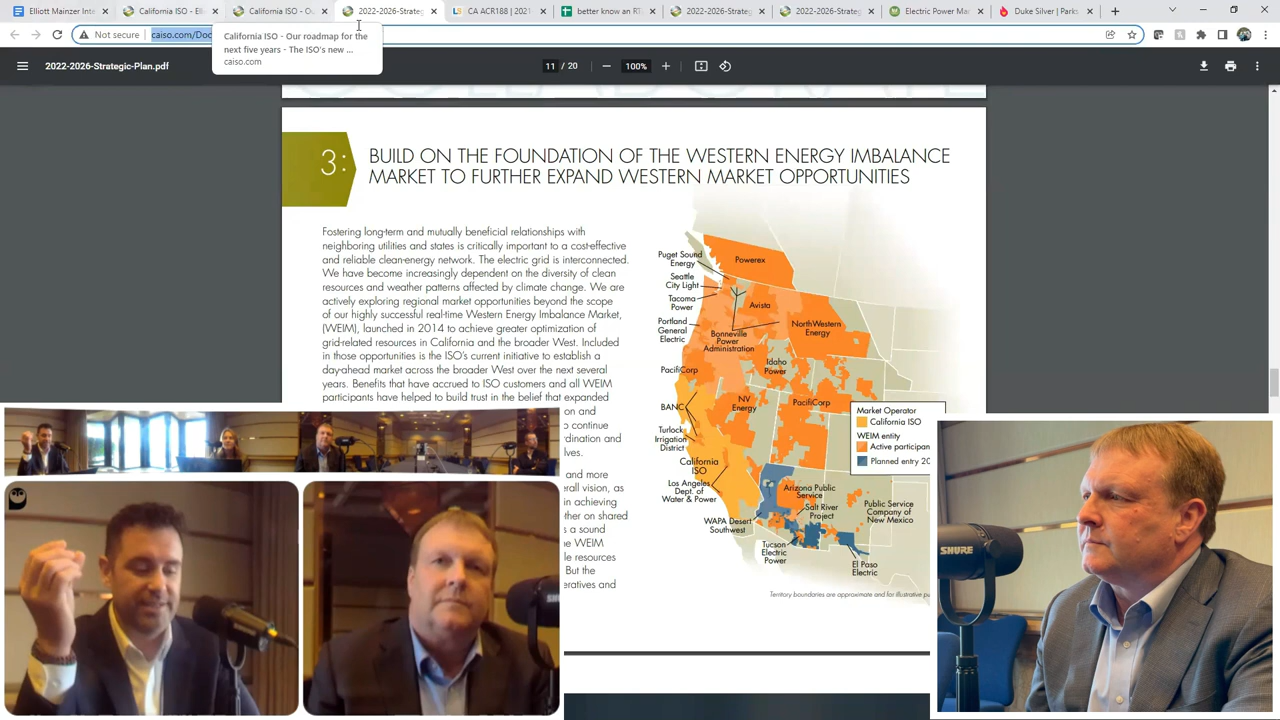 Elliott Mainzer Inte
California ISO - Elli
California ISO - Ou
2022-2026-Strateg
CA ACR188 | 2021
better know an RT
2022-2026-Strateg
2022-2026-Strateg
Electric Power Mar
Duke Silver | Parks
Not secure
caiso.com/Doc
California ISO - Our roadmap for the
next five years - The ISO's new ...
caiso.com
2022-2026-Strategic-Plan.pdf
11 / 20
100%
3:
BUILD ON THE FOUNDATION OF THE WESTERN ENERGY IMBALANCE
MARKET TO FURTHER EXPAND WESTERN MARKET OPPORTUNITIES
Fostering long-term and mutually beneficial relationships with
neighboring utilities and states is critically important to a cost-effective
and reliable clean-energy network. The electric grid is interconnected.
We have become increasingly dependent on the diversity of clean
resources and weather patterns affected by climate change. We are
actively exploring regional market opportunities beyond the scope
of our highly successful real-time Western Energy Imbalance Market,
(WEIM), launched in 2014 to achieve greater optimization of
grid-related resources in California and the broader West. Included
in those opportunities is the ISO's current initiative to establish a
day-ahead market across the broader West over the next several
years. Benefits that have accrued to ISO customers and all WEIM
participants have helped to build trust in the belief that expanded
on and
o continue
rdination and
lves.
and more
erall vision, as
in achieving
ther on shared
s a sound
e WEIM
le resources
But the
eratives and
Puget Sound
Energy
Seattle
City Light
Tacoma
Power
Portland
General
Electric
PacifiCorp
BANC
Turlock
Irrigation
District
California
ISO
Los Angeles
Dept. of
Water & Power
WAPA Desert
Southwest
Tucson
Electric
Power
Powerex
Avista
Bonneville
Power
Administration
NorthWestern
Energy
Idaho
Power
NV
Energy
PacifiCorp
Arizona Public
Service
Salt River
Project
Public Service
Company of
New Mexico
El Paso
Electric
Market Operator
California ISO
WEIM entity
Active participan
Planned entry 20
Territory boundaries are approximate and for illustrative pu
SHURE